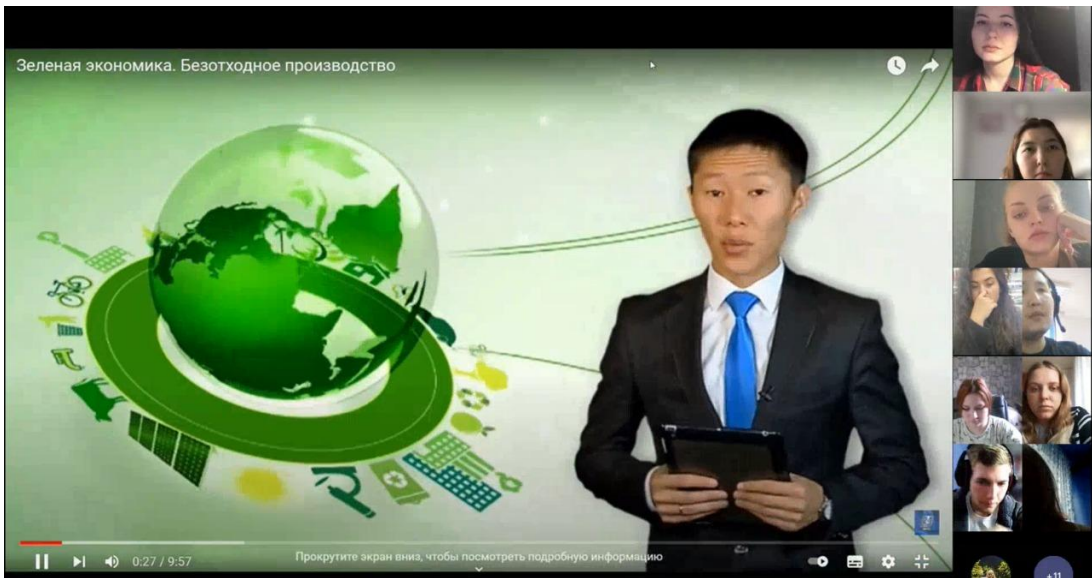 Зеленая экономика. Безотходное производство
0:27 / 9:57
Прокрутите экран вниз, чтобы посмотреть подробную информацию
+11